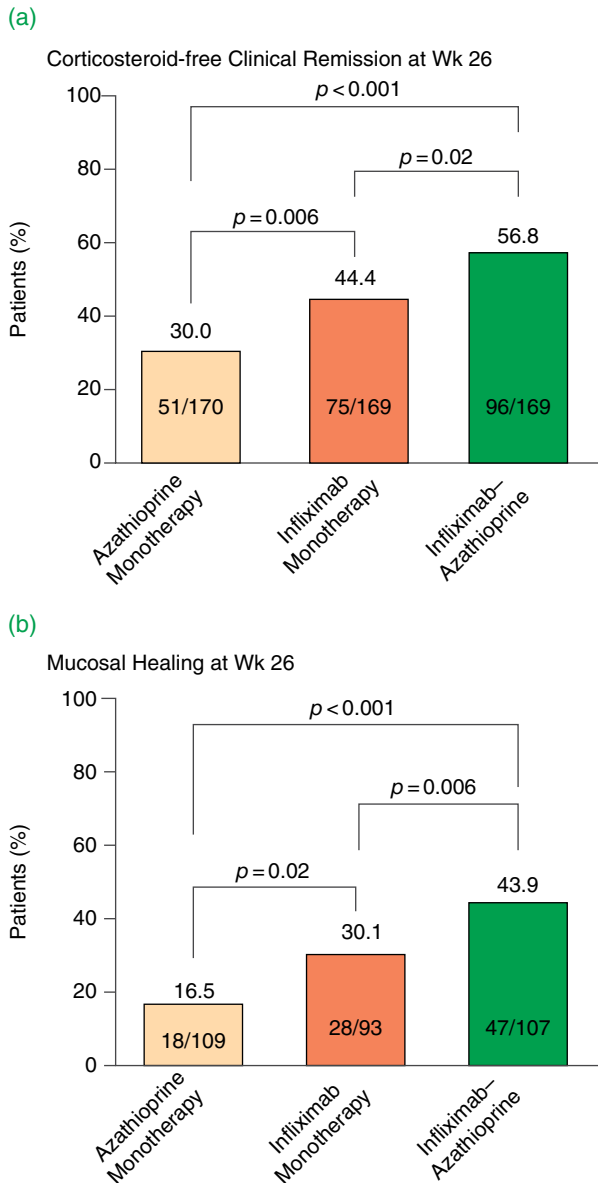 (a)
Corticosteroid-free Clinical Remission at Wk 26
100
80
60
40
20
0
Patients (%)
p < 0.001
p = 0.02
p = 0.006
30.0
44.4
56.8
51/170
75/169
96/169
Azathioprine
Monotherapy
Infliximab
Monotherapy
Infliximab–
Azathioprine
(b)
Mucosal Healing at Wk 26
100
80
60
40
20
0
Patients (%)
p < 0.001
p = 0.006
p = 0.02
16.5
30.1
43.9
18/109
28/93
47/107
Azathioprine
Monotherapy
Infliximab
Monotherapy
Infliximab–
Azathioprine